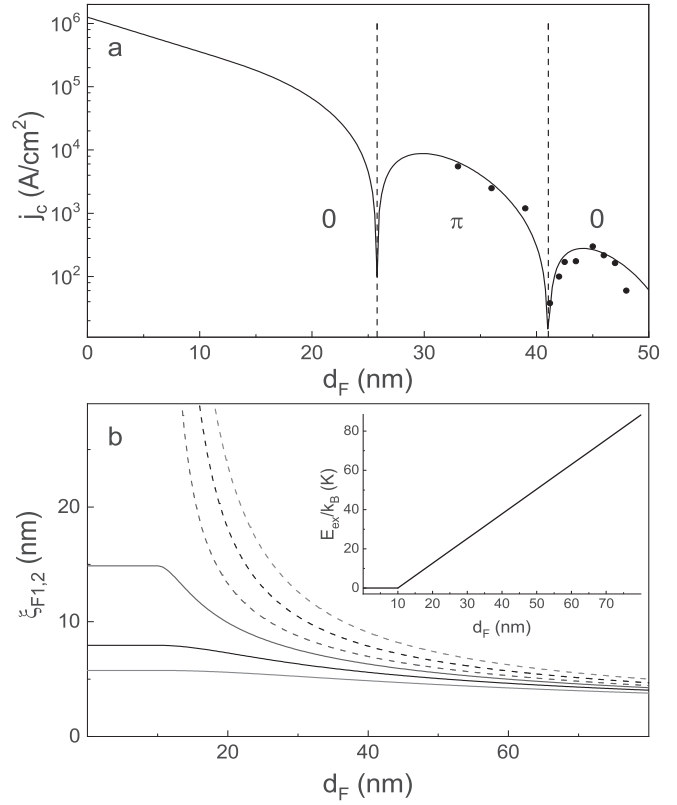 a
j_c (A/cm^2)
10^6
10^5
10^4
10^3
10^2
0 π 0
0 10 20 30 40 50
d_F (nm)
b
ξ_F1,2 (nm)
20
10
0
20 40 60
d_F (nm)
E_ex/k_B (K)
80
60
40
20
0
10 20 30 40 50 60 70
d_F (nm)